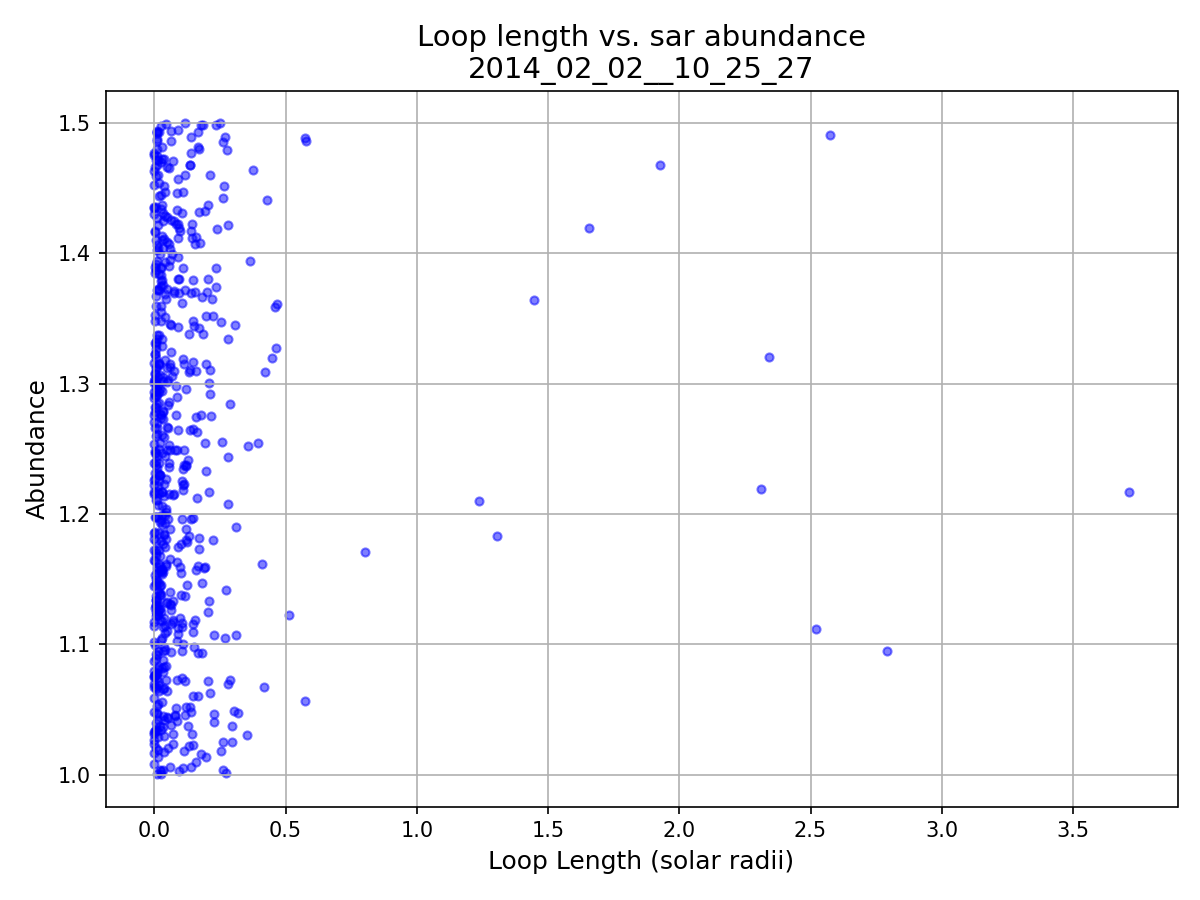 Loop length vs. sar abundance
2014_02_02__10_25_27
1.5
1.4
1.3
1.2
1.1
1.0
Abundance
0.0 0.5 1.0 1.5 2.0 2.5 3.0 3.5
Loop Length (solar radii)